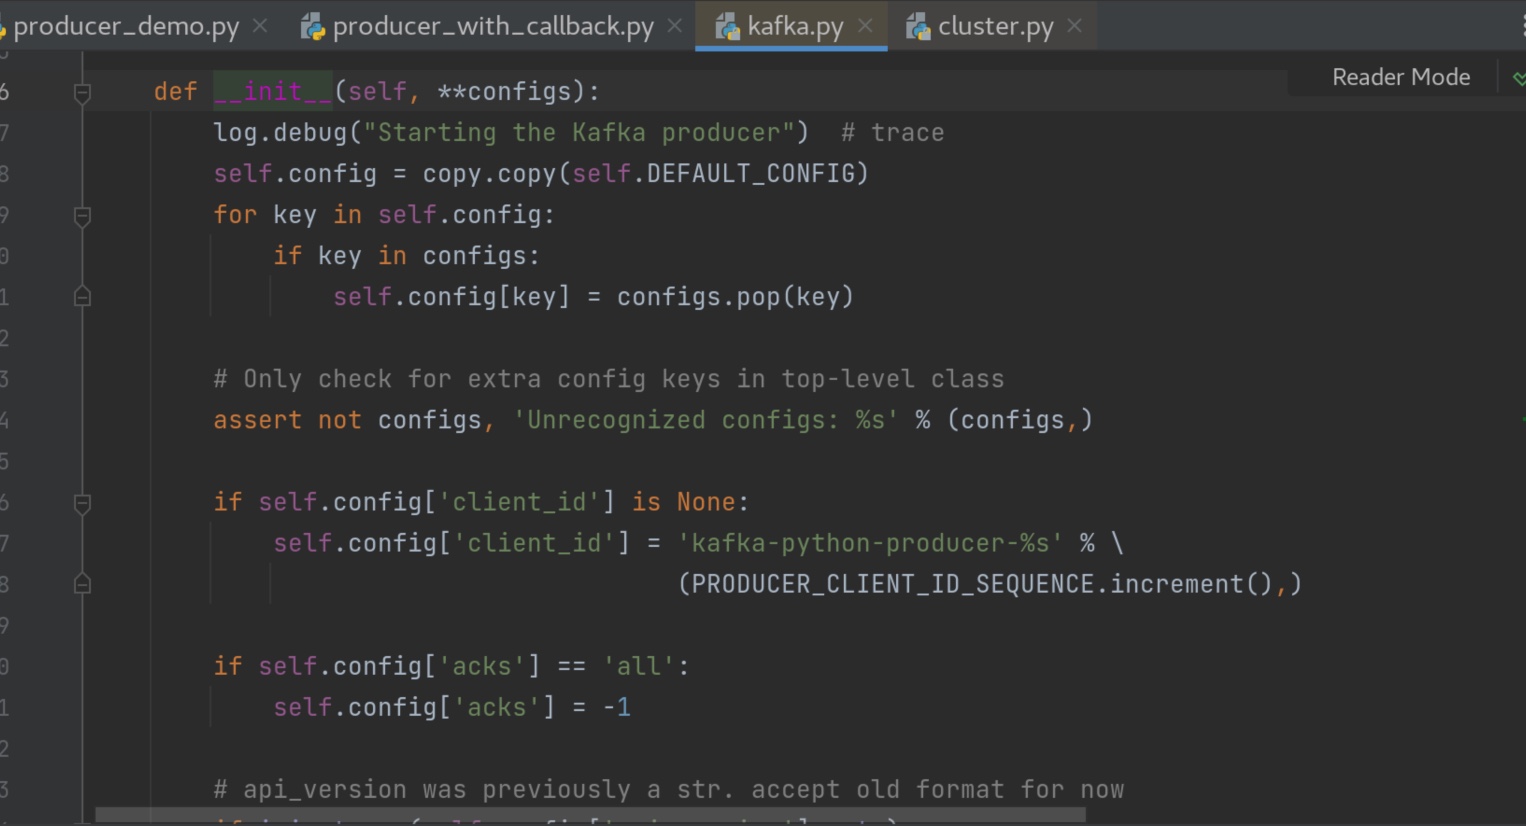 producer_demo.py × producer_with_callback.py × kafka.py × cluster.py ×
Reader Mode
6 def __init__(self, **configs):
7 log.debug("Starting the Kafka producer")  # trace
8 self.config = copy.copy(self.DEFAULT_CONFIG)
9 for key in self.config:
0 if key in configs:
1 self.config[key] = configs.pop(key)
2
3 # Only check for extra config keys in top-level class
4 assert not configs, 'Unrecognized configs: %s' % (configs,)
5
6 if self.config['client_id'] is None:
7 self.config['client_id'] = 'kafka-python-producer-%s' % \
8 (PRODUCER_CLIENT_ID_SEQUENCE.increment(),)
9
0 if self.config['acks'] == 'all':
1 self.config['acks'] = -1
2
3 # api_version was previously a str. accept old format for now